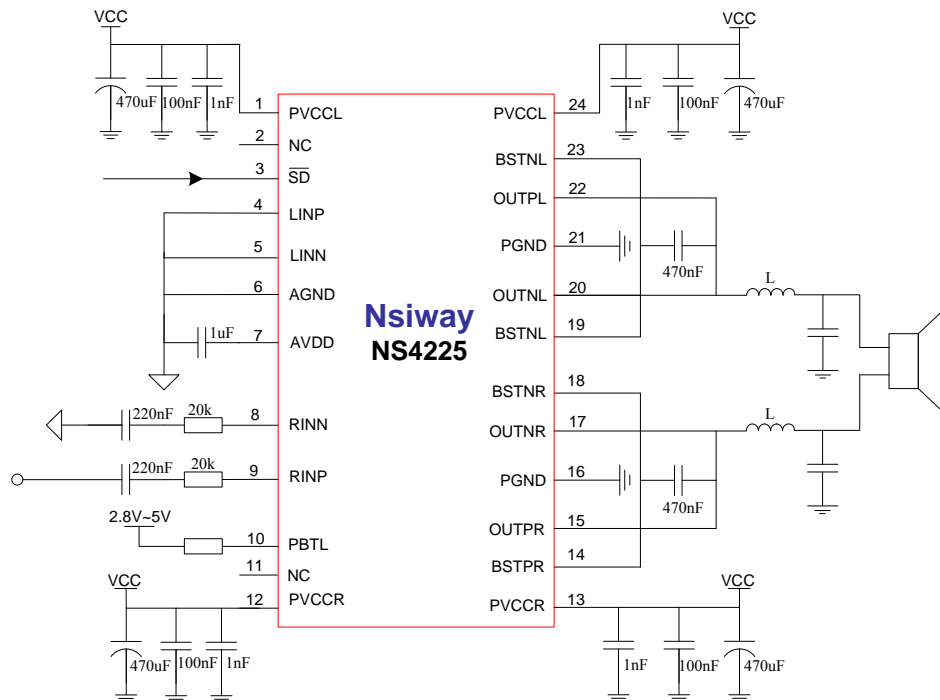 VCC
470uF 100nF 1nF
VCC
1nF 100nF 470uF
1 PVCCL
2 NC
3 SD
4 LINP
5 LINN
6 AGND
1uF 7 AVDD
220nF 20k 8 RINN
220nF 20k 9 RINP
2.8V~5V
10 PBTL
11 NC
12 PVCCR
VCC
470uF 100nF 1nF
Nsiway
NS4225
PVCCL 24
BSTNL 23
OUTPL 22
PGND 21
470nF
OUTNL 20
L
BSTNL 19
BSTNR 18
OUTNR 17
L
PGND 16
470nF
OUTPR 15
BSTPR 14
PVCCR 13
VCC
1nF 100nF 470uF